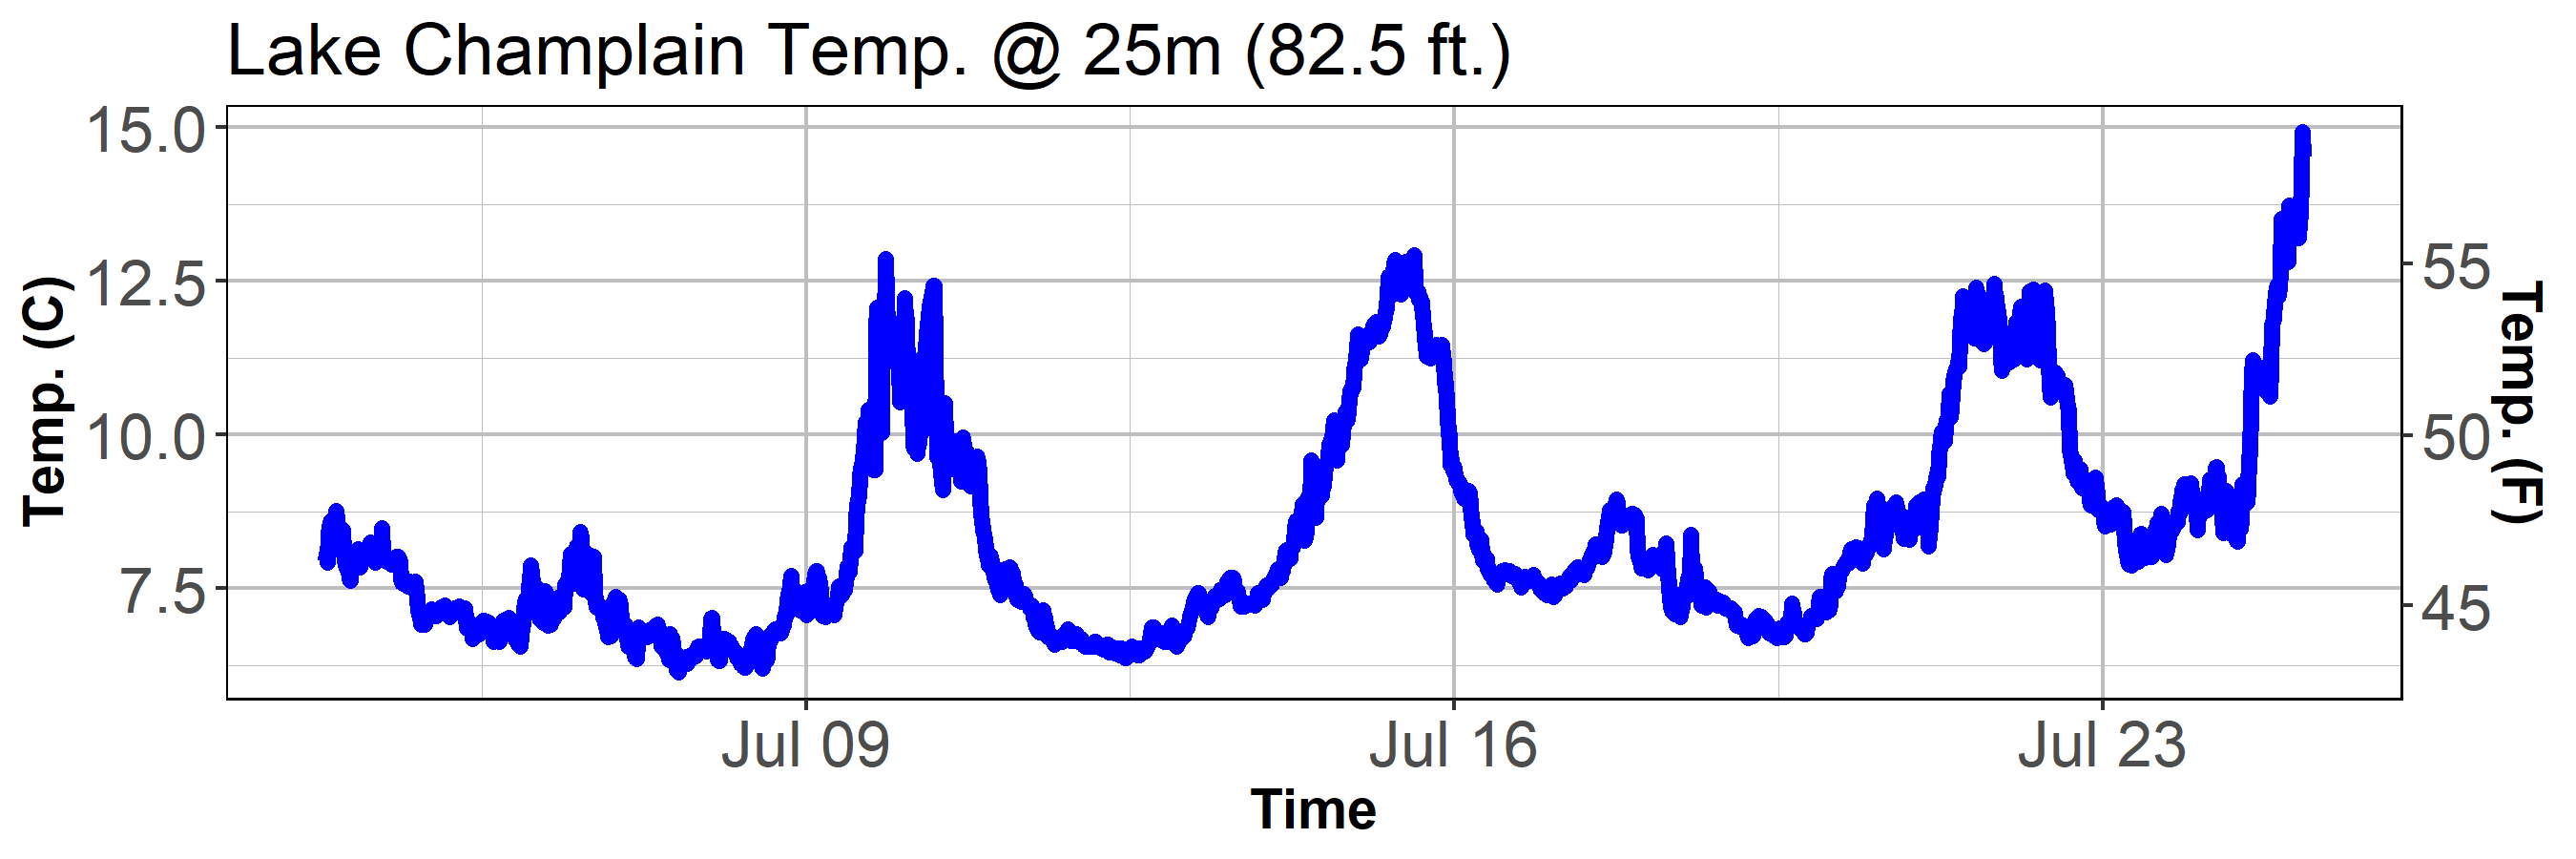 Lake Champlain Temp. @ 25m (82.5 ft.)
15.0
12.5
10.0
7.5
Temp. (C)
55
50
45
Temp. (F)
Jul 09 Jul 16 Jul 23
Time